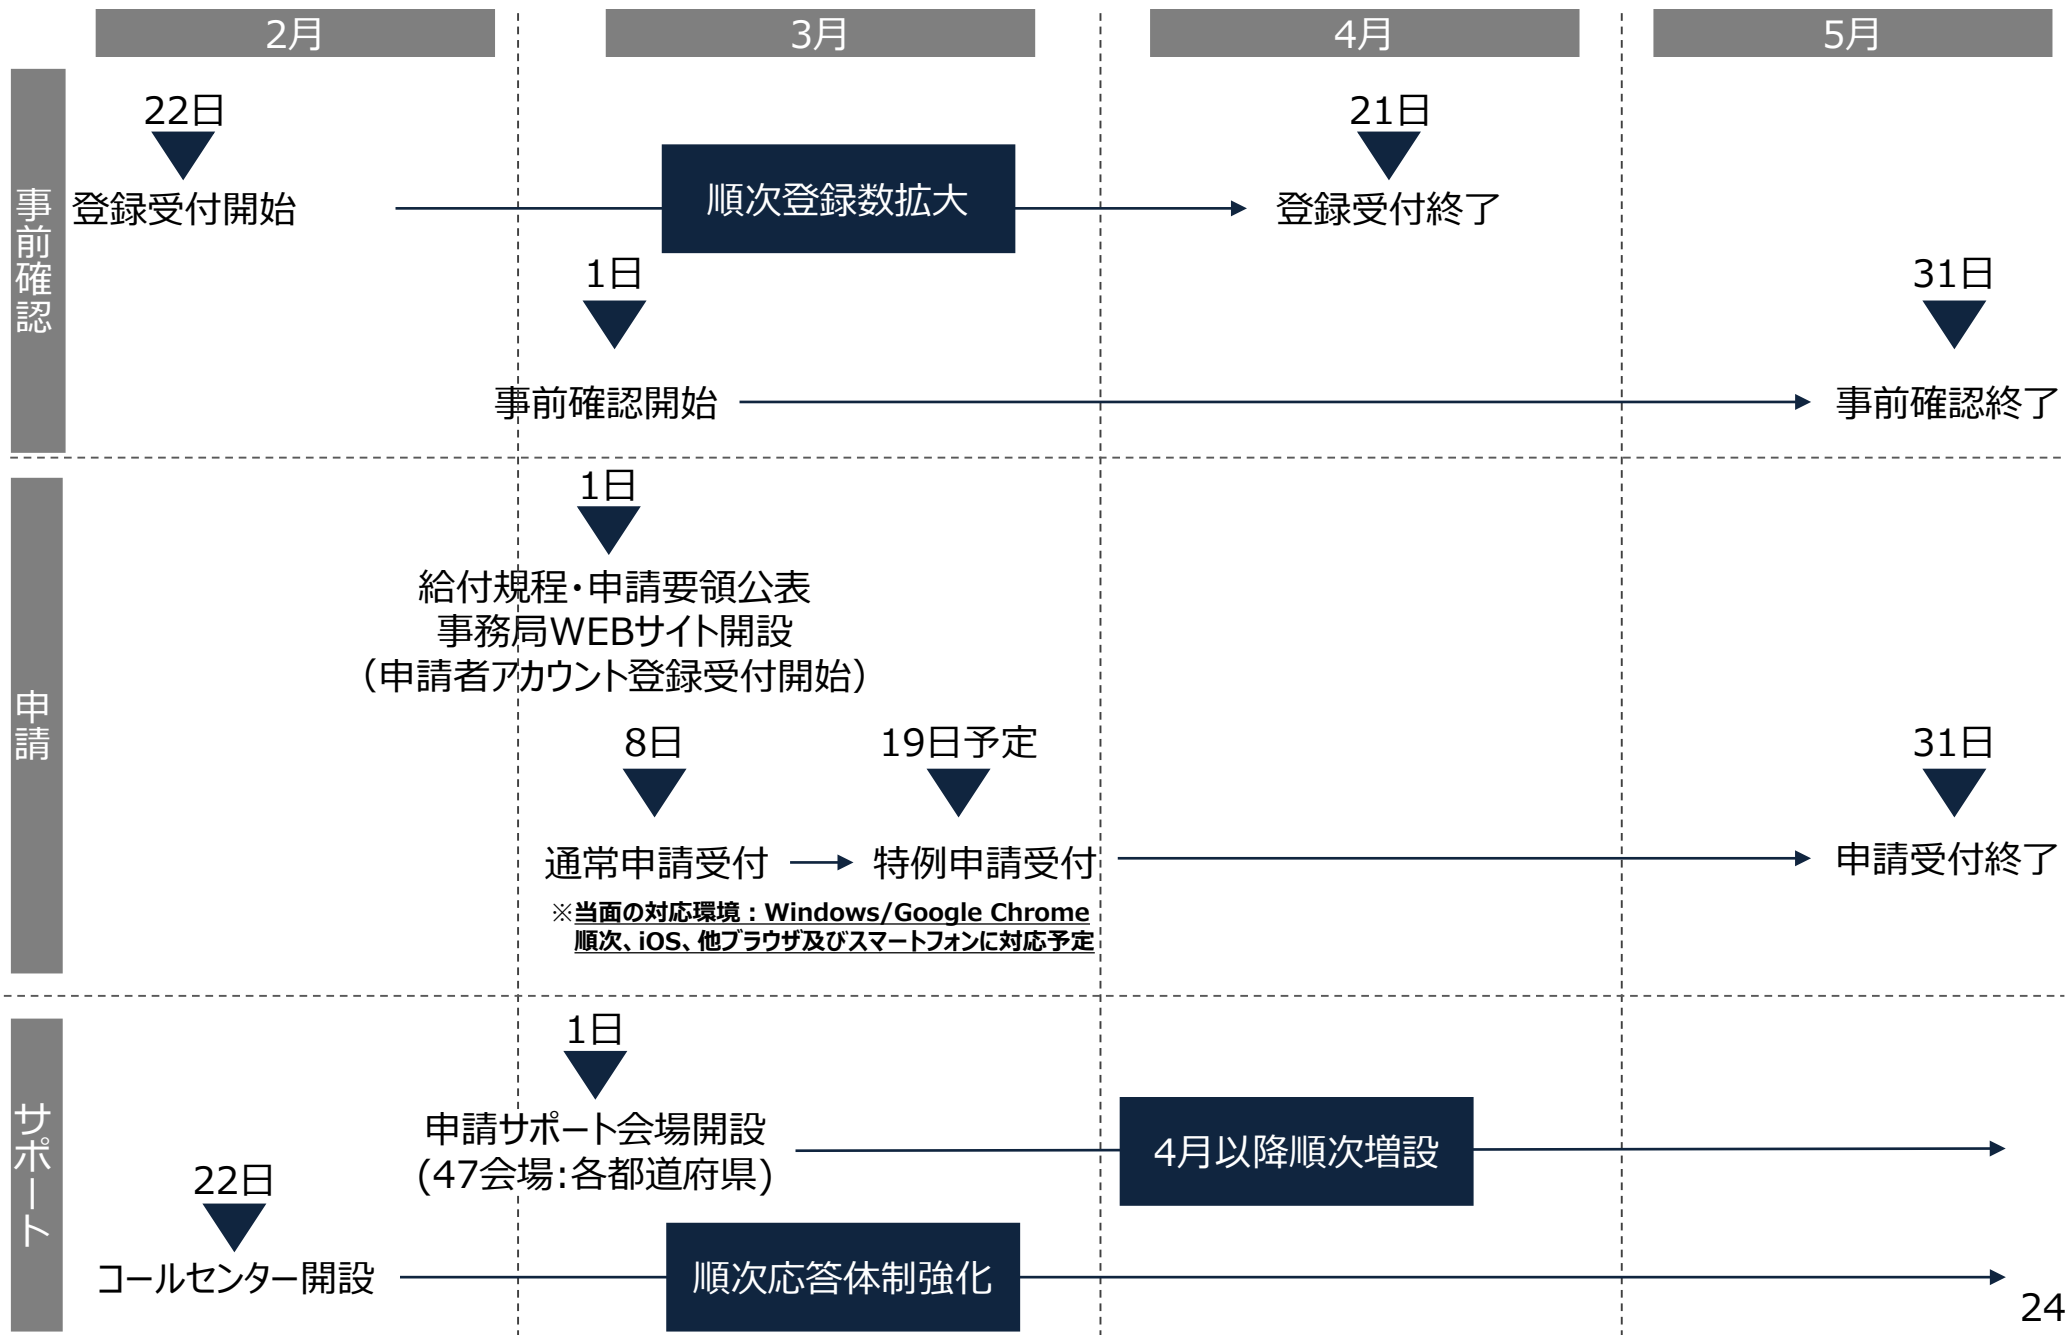 2月
3月
4月
5月
事前確認
22日
登録受付開始
順次登録数拡大
21日
登録受付終了
1日
事前確認開始
31日
事前確認終了
申請
1日
給付規程・申請要領公表
事務局WEBサイト開設
（申請者アカウント登録受付開始）
8日
通常申請受付
19日予定
特例申請受付
31日
申請受付終了
※当面の対応環境：Windows/Google Chrome
順次、iOS、他ブラウザ及びスマートフォンに対応予定
サポート
1日
申請サポート会場開設
(47会場：各都道府県)
4月以降順次増設
22日
コールセンター開設
順次応答体制強化
24